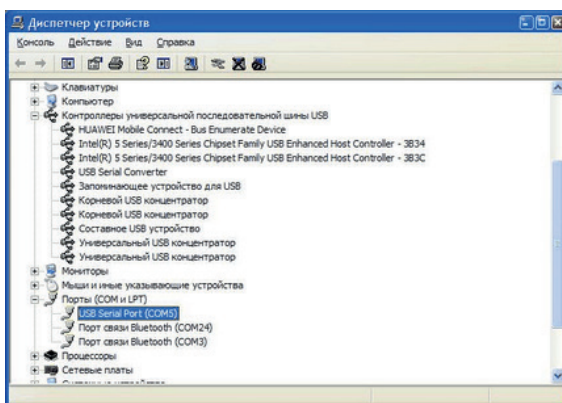 Диспетчер устройств
Консоль Действие Вид Справка
Клавиатуры
Компьютер
Контроллеры универсальной последовательной шины USB
HUAWEI Mobile Connect - Bus Enumerate Device
Intel(R) 5 Series/3400 Series Chipset Family USB Enhanced Host Controller - 3B34
Intel(R) 5 Series/3400 Series Chipset Family USB Enhanced Host Controller - 3B3C
USB Serial Converter
Запоминающее устройство для USB
Корневой USB концентратор
Корневой USB концентратор
Составное USB устройство
Универсальный USB концентратор
Универсальный USB концентратор
Мониторы
Мыши и иные указывающие устройства
Порты (COM и LPT)
USB Serial Port (COM5)
Порт связи Bluetooth (COM24)
Порт связи Bluetooth (COM3)
Процессоры
Сетевые платы